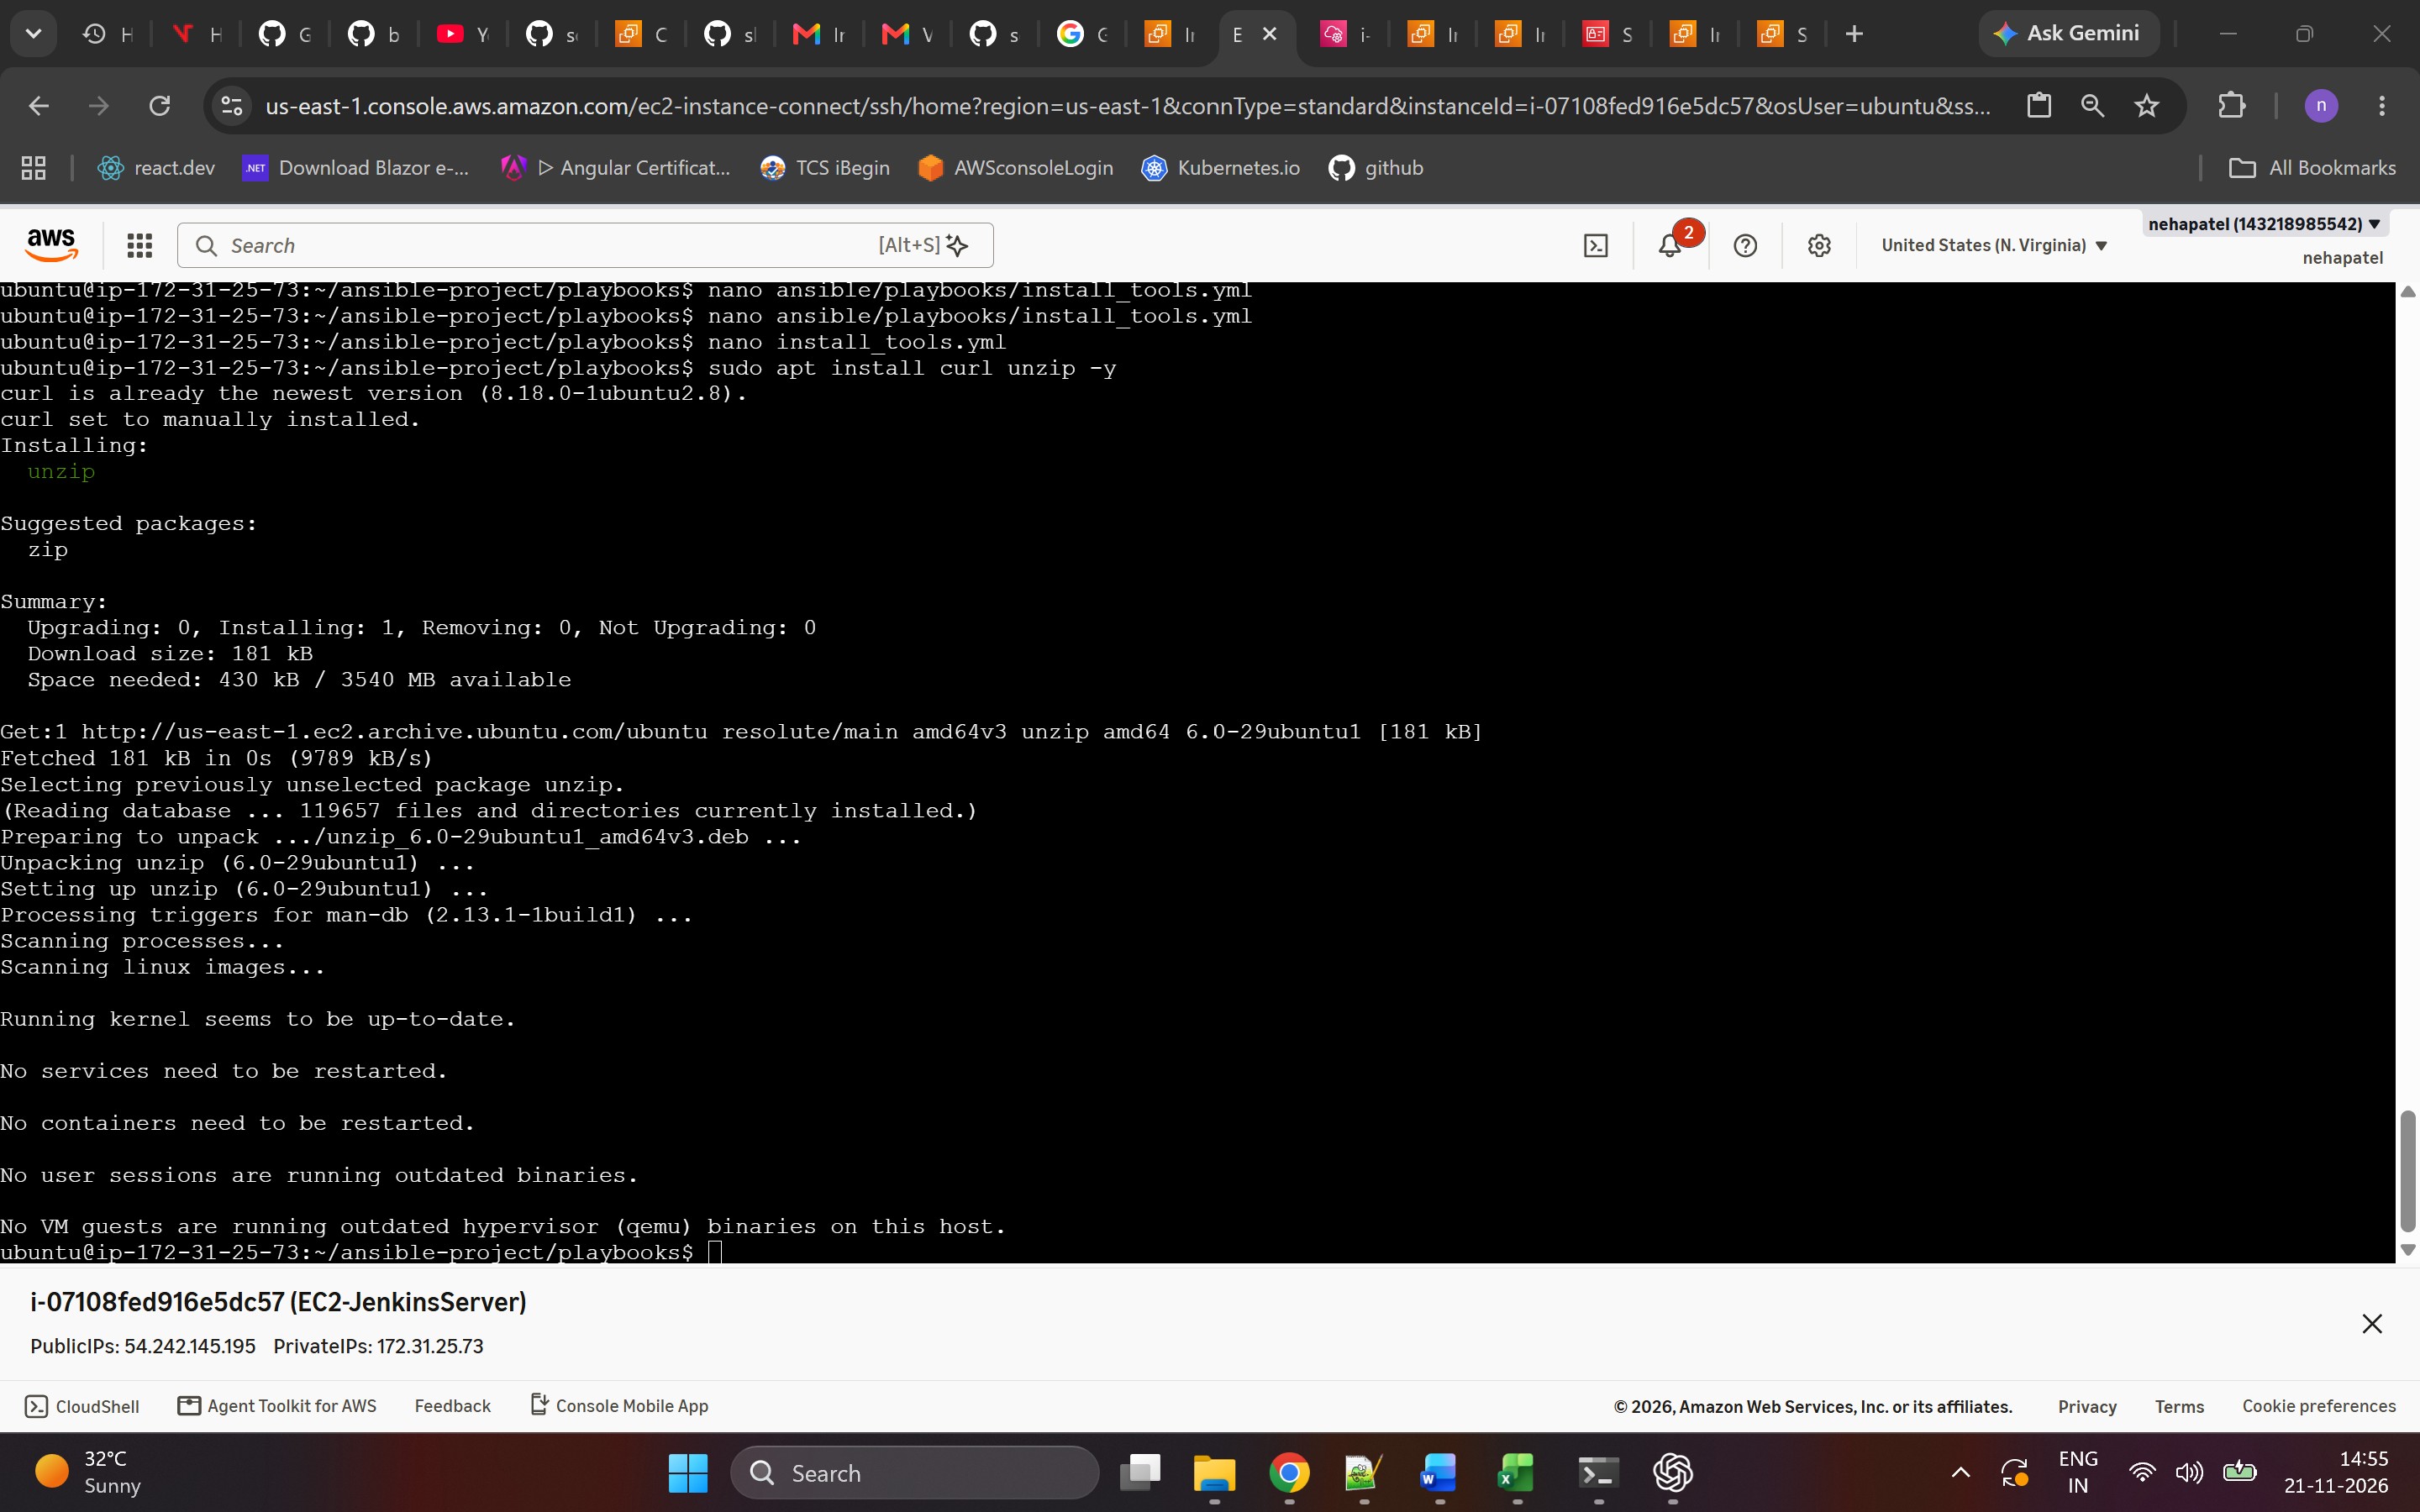 H
H
G
b
Y
s
C
sl
Ir
V
s
G
Ir
E
i-
Ir
Ir
S
Ir
S
Ask Gemini
us-east-1.console.aws.amazon.com/ec2-instance-connect/ssh/home?region=us-east-1&connType=standard&instanceId=i-07108fed916e5dc57&osUser=ubuntu&ss...
n
react.dev
.NET
Download Blazor e-...
▷ Angular Certificat...
TCS iBegin
AWSconsoleLogin
Kubernetes.io
github
All Bookmarks
aws
Search
[Alt+S]
2
United States (N. Virginia) ▼
nehapatel (143218985542) ▼
nehapatel
ubuntu@ip-172-31-25-73:~/ansible-project/playbooks$ nano ansible/playbooks/install_tools.yml
ubuntu@ip-172-31-25-73:~/ansible-project/playbooks$ nano ansible/playbooks/install_tools.yml
ubuntu@ip-172-31-25-73:~/ansible-project/playbooks$ nano install_tools.yml
ubuntu@ip-172-31-25-73:~/ansible-project/playbooks$ sudo apt install curl unzip -y
curl is already the newest version (8.18.0-1ubuntu2.8).
curl set to manually installed.
Installing:
unzip
Suggested packages:
zip
Summary:
Upgrading: 0, Installing: 1, Removing: 0, Not Upgrading: 0
Download size: 181 kB
Space needed: 430 kB / 3540 MB available
Get:1 http://us-east-1.ec2.archive.ubuntu.com/ubuntu resolute/main amd64v3 unzip amd64 6.0-29ubuntu1 [181 kB]
Fetched 181 kB in 0s (9789 kB/s)
Selecting previously unselected package unzip.
(Reading database ... 119657 files and directories currently installed.)
Preparing to unpack .../unzip_6.0-29ubuntu1_amd64v3.deb ...
Unpacking unzip (6.0-29ubuntu1) ...
Setting up unzip (6.0-29ubuntu1) ...
Processing triggers for man-db (2.13.1-1build1) ...
Scanning processes...
Scanning linux images...
Running kernel seems to be up-to-date.
No services need to be restarted.
No containers need to be restarted.
No user sessions are running outdated binaries.
No VM guests are running outdated hypervisor (qemu) binaries on this host.
ubuntu@ip-172-31-25-73:~/ansible-project/playbooks$
i-07108fed916e5dc57 (EC2-JenkinsServer)
PublicIPs: 54.242.145.195 PrivateIPs: 172.31.25.73
CloudShell
Agent Toolkit for AWS
Feedback
Console Mobile App
© 2026, Amazon Web Services, Inc. or its affiliates.
Privacy
Terms
Cookie preferences
32°C
Sunny
Search
ENG
IN
14:55
21-11-2026